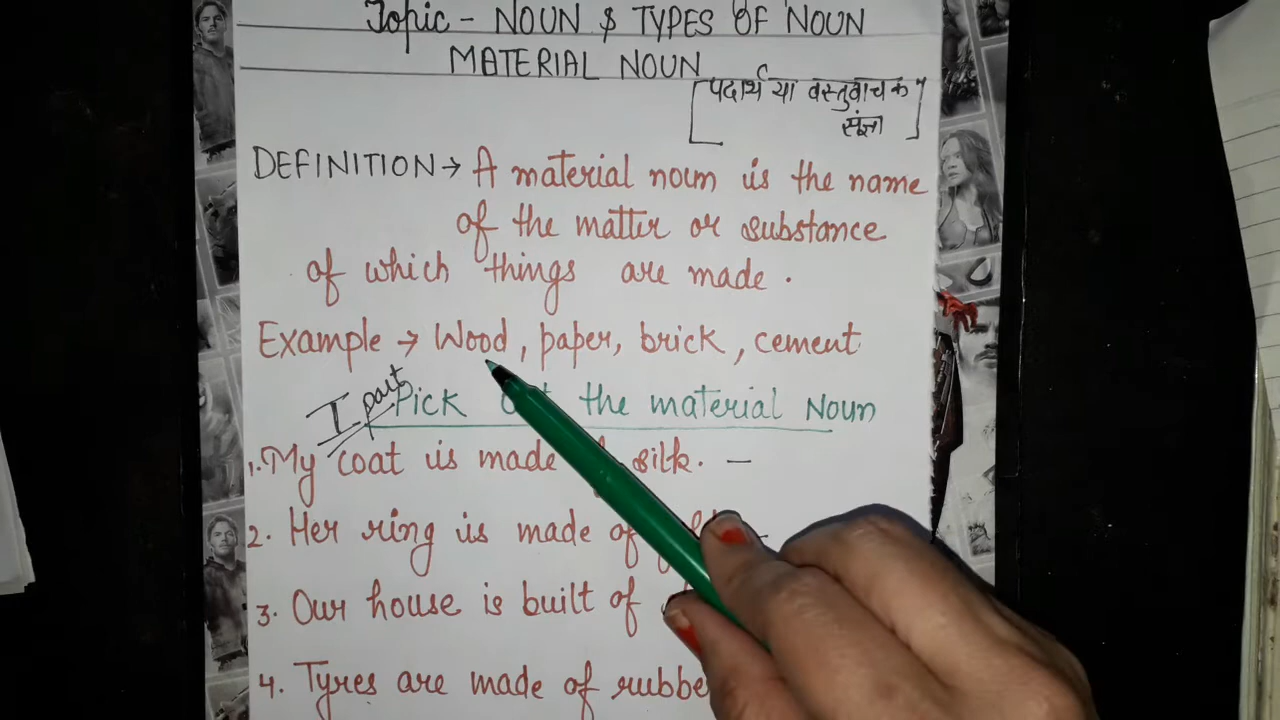 Topic - NOUN & TYPES OF NOUN
MATERIAL NOUN
[पदार्थ या वस्तुवाचक
संज्ञा]
DEFINITION → A material noun is the name
of the matter or substance
of which things are made.
Example → Wood, paper, brick, cement
I part Pick the material Noun
1. My coat is made silk. —
2. Her ring is made of
3. Our house is built of
4. Tyres are made of rubbe